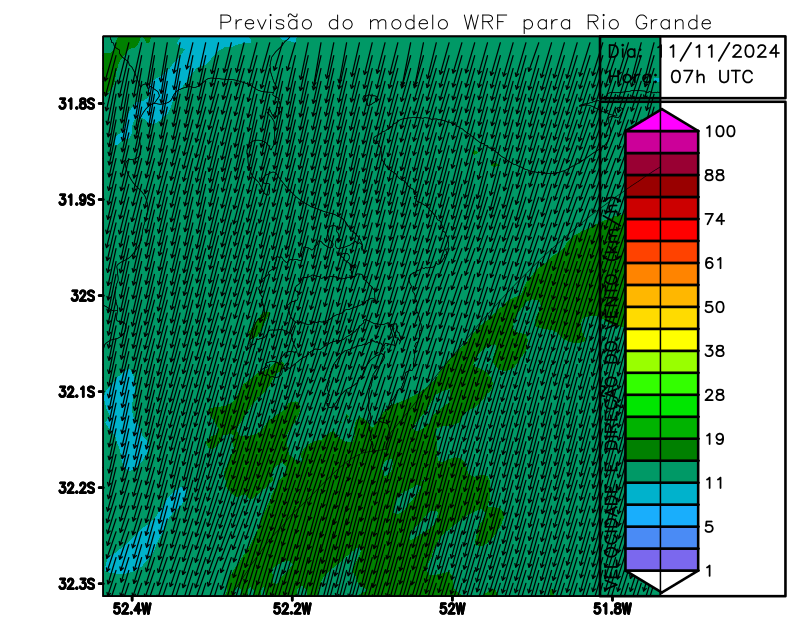 Previsão do modelo WRF para Rio Grande
Dia: 11/11/2024
Hora: 07h UTC
VELOCIDADE E DIREÇÃO DO VENTO (km/h)
100
88
74
61
50
38
28
19
11
5
1
31.8S
31.9S
32S
32.1S
32.2S
32.3S
52.4W 52.2W 52W 51.8W